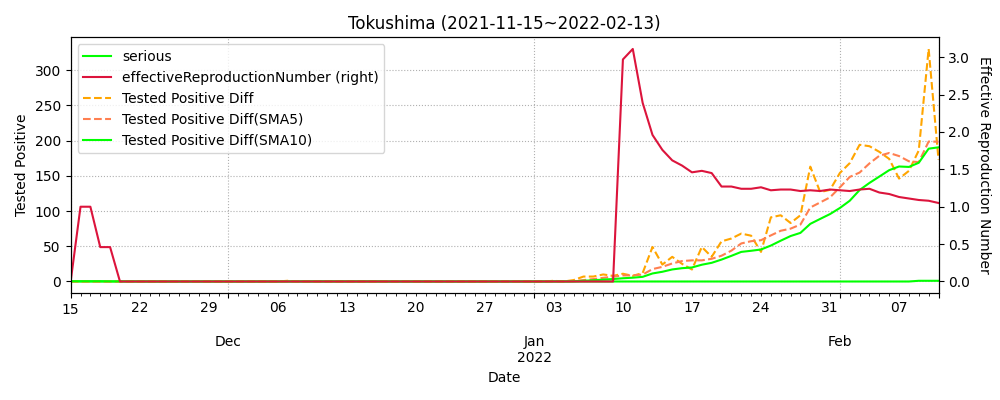 Tokushima (2021-11-15~2022-02-13)
serious
effectiveReproductionNumber (right)
Tested Positive Diff
Tested Positive Diff(SMA5)
Tested Positive Diff(SMA10)
Tested Positive
300
250
200
150
100
50
0
3.0
2.5
2.0
1.5
1.0
0.5
0.0
Effective Reproduction Number
15 22 29 06 13 20 27 03 10 17 24 31 07
Dec Jan Feb
2022
Date